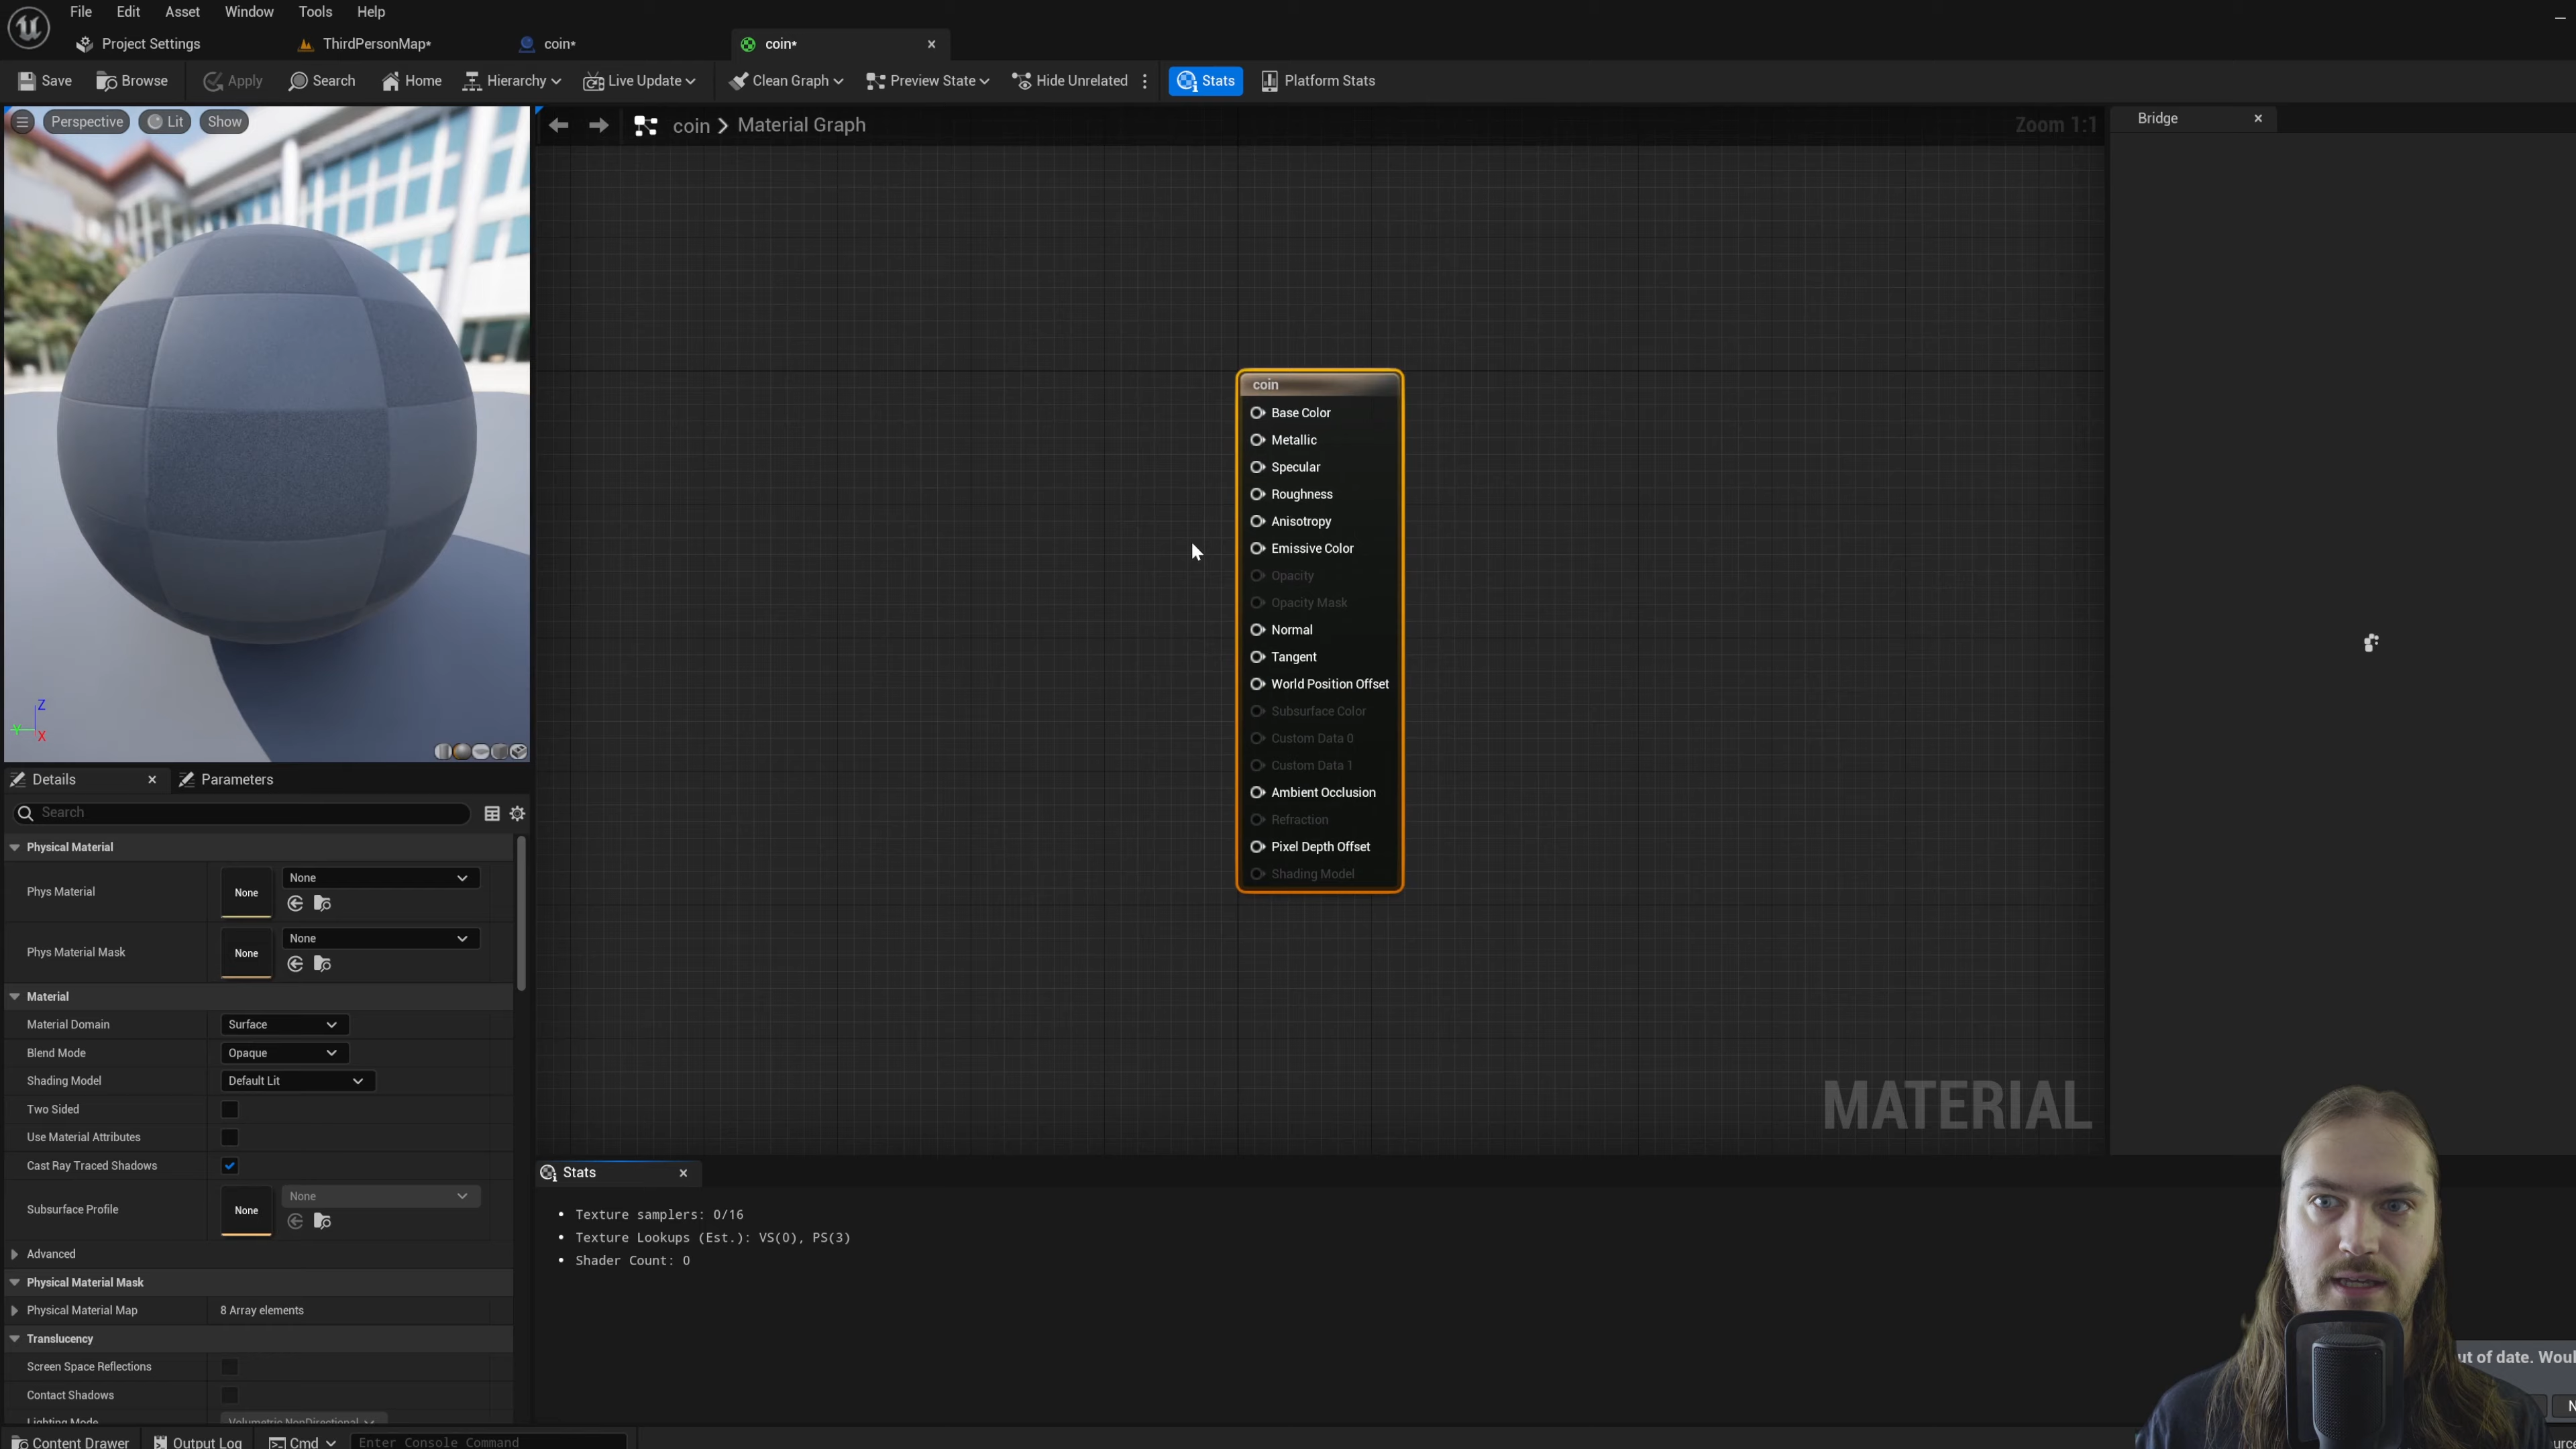 File Edit Asset Window Tools Help
Project Settings ThirdPersonMap* coin* coin*
Save Browse Apply Search Home Hierarchy Live Update Clean Graph Preview State Hide Unrelated Stats Platform Stats
Perspective Lit Show
coin > Material Graph Zoom 1:1
Bridge
coin
Base Color
Metallic
Specular
Roughness
Anisotropy
Emissive Color
Opacity
Opacity Mask
Normal
Tangent
World Position Offset
Subsurface Color
Custom Data 0
Custom Data 1
Ambient Occlusion
Refraction
Pixel Depth Offset
Shading Model
MATERIAL
Z
Y
X
Details Parameters
Search
Physical Material
Phys Material None None
Phys Material Mask None None
Material
Material Domain Surface
Blend Mode Opaque
Shading Model Default Lit
Two Sided
Use Material Attributes
Cast Ray Traced Shadows
Subsurface Profile None None
Advanced
Physical Material Mask
Physical Material Map 8 Array elements
Translucency
Screen Space Reflections
Contact Shadows
Lighting Mode Volumetric NonDirectional
Stats
• Texture samplers: 0/16
• Texture Lookups (Est.): VS(0), PS(3)
• Shader Count: 0
ut of date. Woul
N
Content Drawer Output Log Cmd Enter Console Command